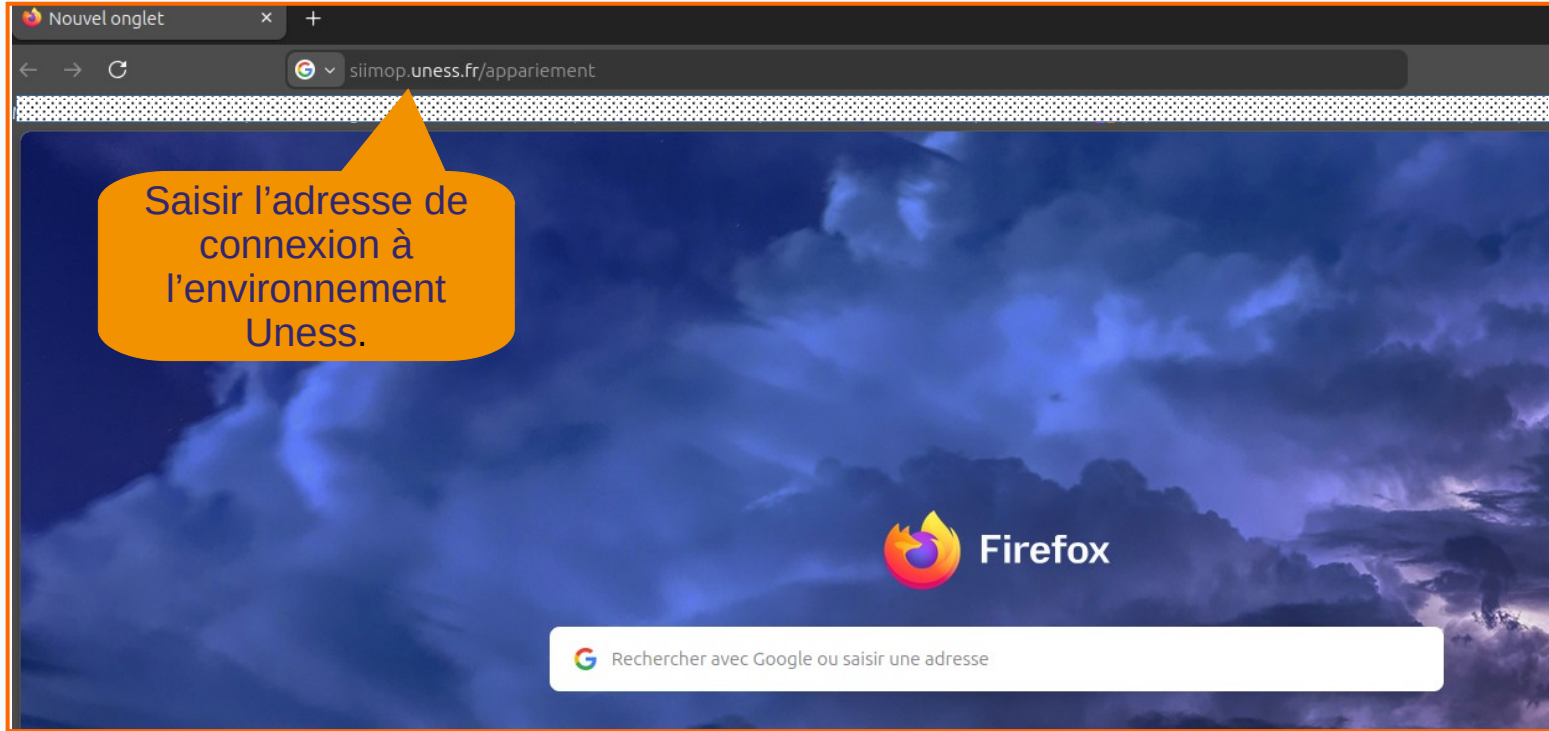 Nouvel onglet
siimop.uness.fr/appariement
Saisir l’adresse de
connexion à
l’environnement
Uness.
Firefox
Rechercher avec Google ou saisir une adresse